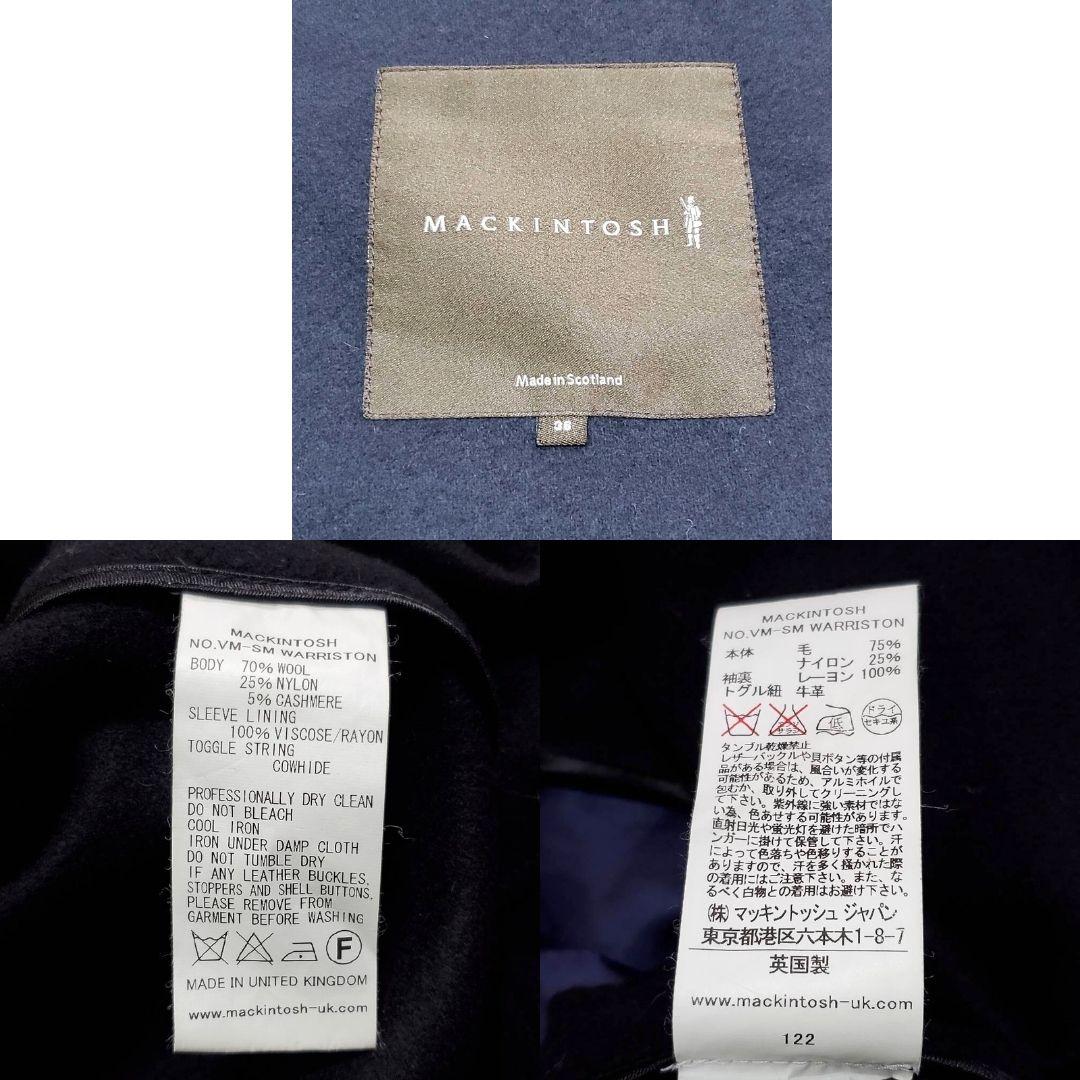 MACKINTOSH
Made in Scotland
38
MACKINTOSH
NO.VM-SM WARRISTON
BODY 70% WOOL
25% NYLON
5% CASHMERE
SLEEVE LINING
100% VISCOSE/RAYON
TOGGLE STRING
COWHIDE
PROFESSIONALLY DRY CLEAN
DO NOT BLEACH
COOL IRON
IRON UNDER DAMP CLOTH
DO NOT TUMBLE DRY
IF ANY LEATHER BUCKLES,
STOPPERS AND SHELL BUTTONS,
PLEASE REMOVE FROM
GARMENT BEFORE WASHING
F
MADE IN UNITED KINGDOM
www.mackintosh-uk.com
MACKINTOSH
NO.VM-SM WARRISTON
本体 毛 75%
ナイロン 25%
袖裏 レーヨン 100%
トグル紐 牛革
エンソ サラシ 低 ドライ セキユ系
タンブル乾燥禁止
レザーバックルや貝ボタン等の付属
品がある場合は、風合いが変化する
可能性があるため、アルミホイルで
包むか、取り外してクリーニングし
て下さい。紫外線に強い素材ではな
い為、色あせする可能性があります。
直射日光や蛍光灯を避けた暗所でハ
ンガーに掛けて保管して下さい。汗
によって色落ちや色移りすることが
ありますので、汗を多く掻かれた際
の着用にはご注意下さい。また、な
るべく白物との着用はお避け下さい。
㈱マッキントッシュ ジャパン
東京都港区六本木1-8-7
英国製
www.mackintosh-uk.com
122